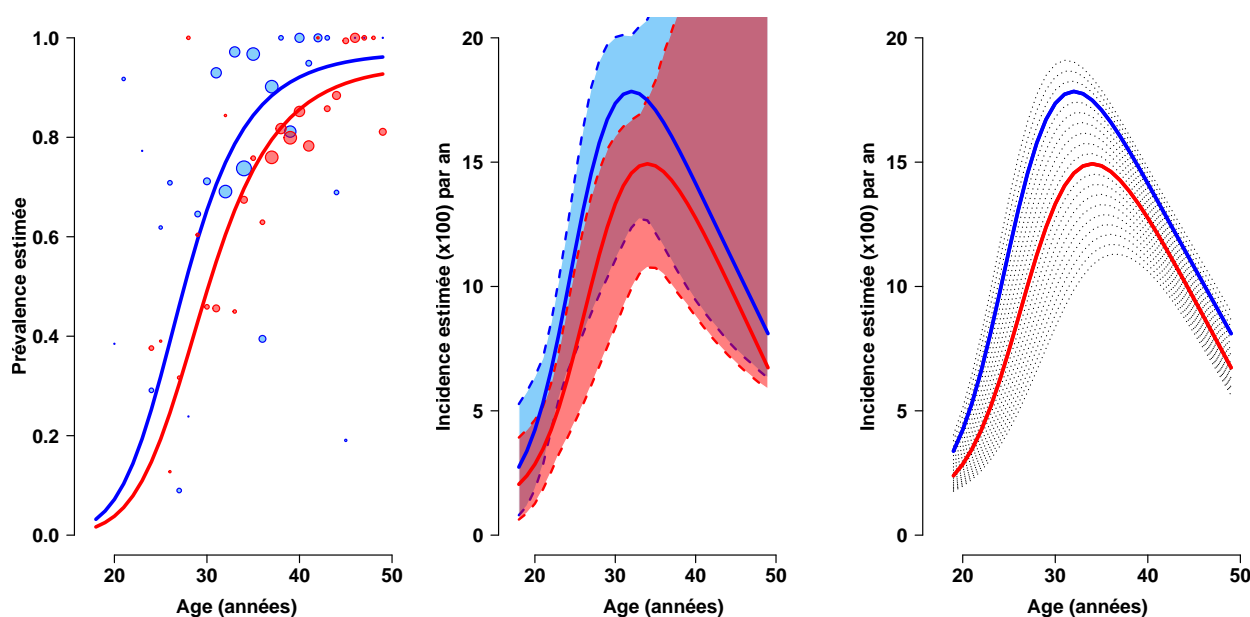 Prévalence estimée
1.0
0.8
0.6
0.4
0.2
0.0
20 30 40 50
Age (années)
Incidence estimée (x100) par an
20
15
10
5
0
20 30 40 50
Age (années)
Incidence estimée (x100) par an
20
15
10
5
0
20 30 40 50
Age (années)